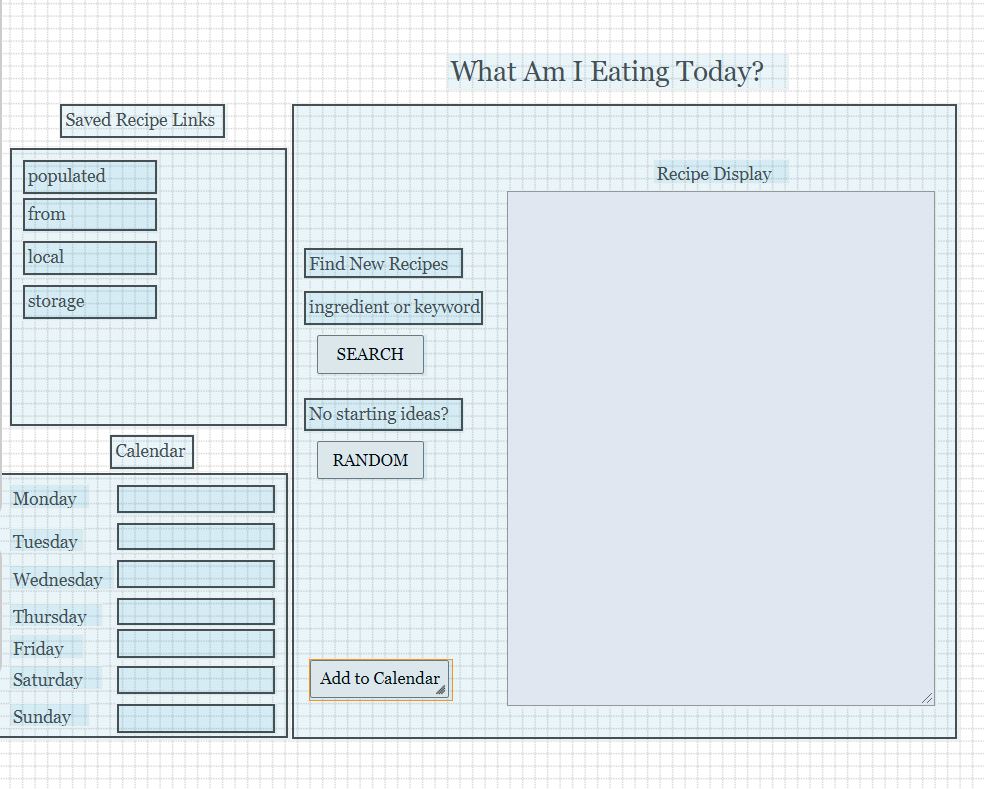 What Am I Eating Today?
Saved Recipe Links
populated
from
local
storage
Calendar
Monday
Tuesday
Wednesday
Thursday
Friday
Saturday
Sunday
Find New Recipes
ingredient or keyword
SEARCH
No starting ideas?
RANDOM
Add to Calendar
Recipe Display